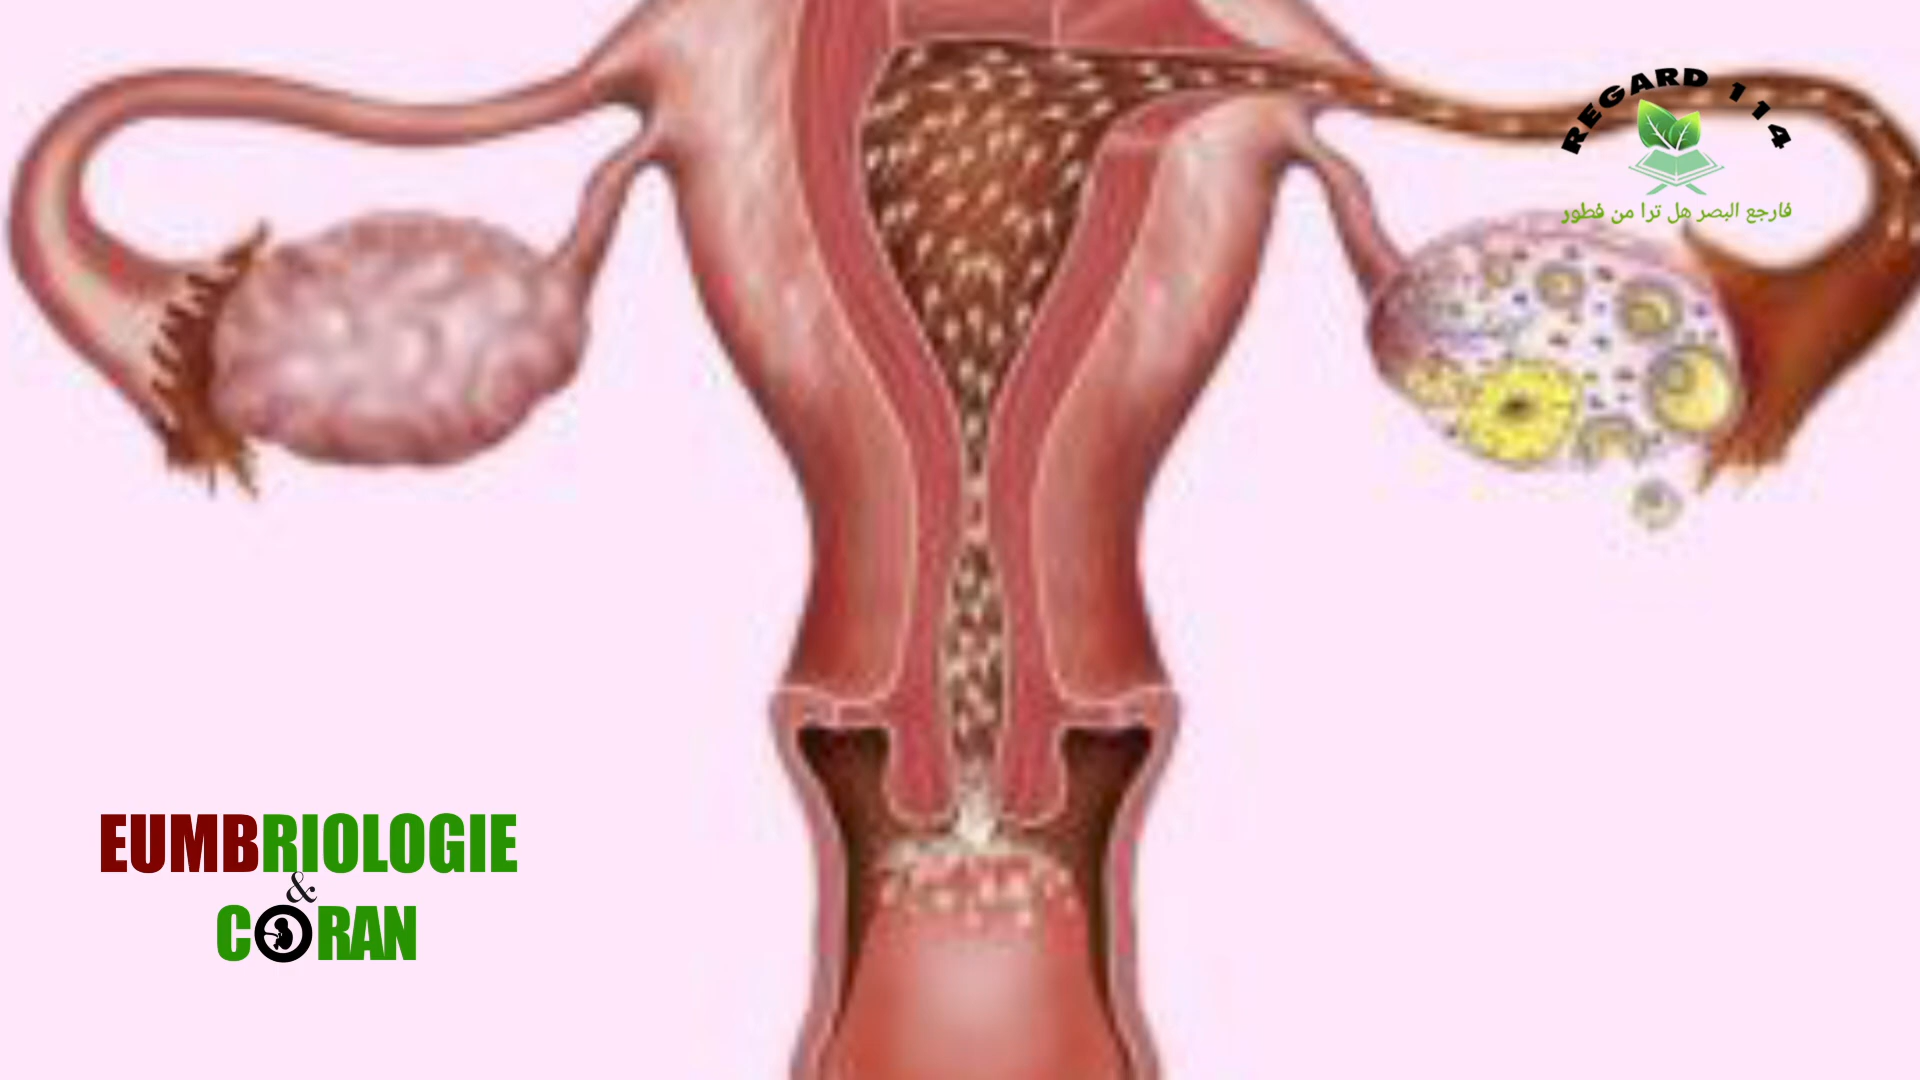 REGARD 114
فارجع البصر هل ترا من فطور
EUMBRIOLOGIE
&
CORAN